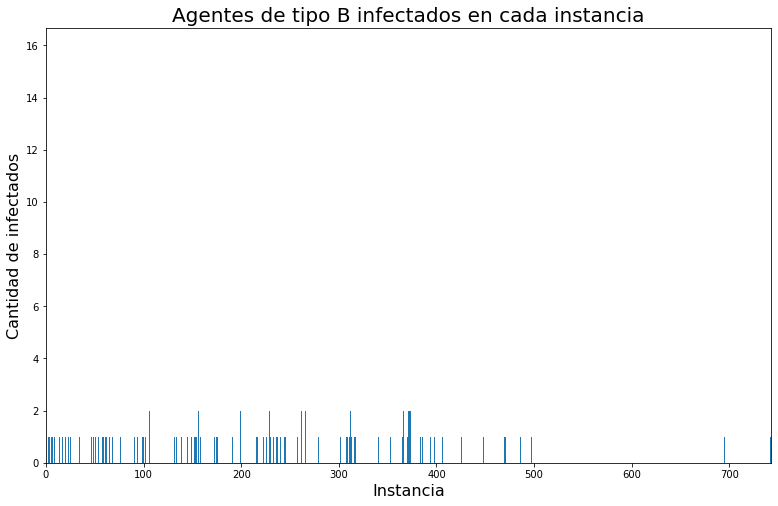 Agentes de tipo B infectados en cada instancia
Cantidad de infectados
16
14
12
10
8
6
4
2
0
0 100 200 300 400 500 600 700
Instancia